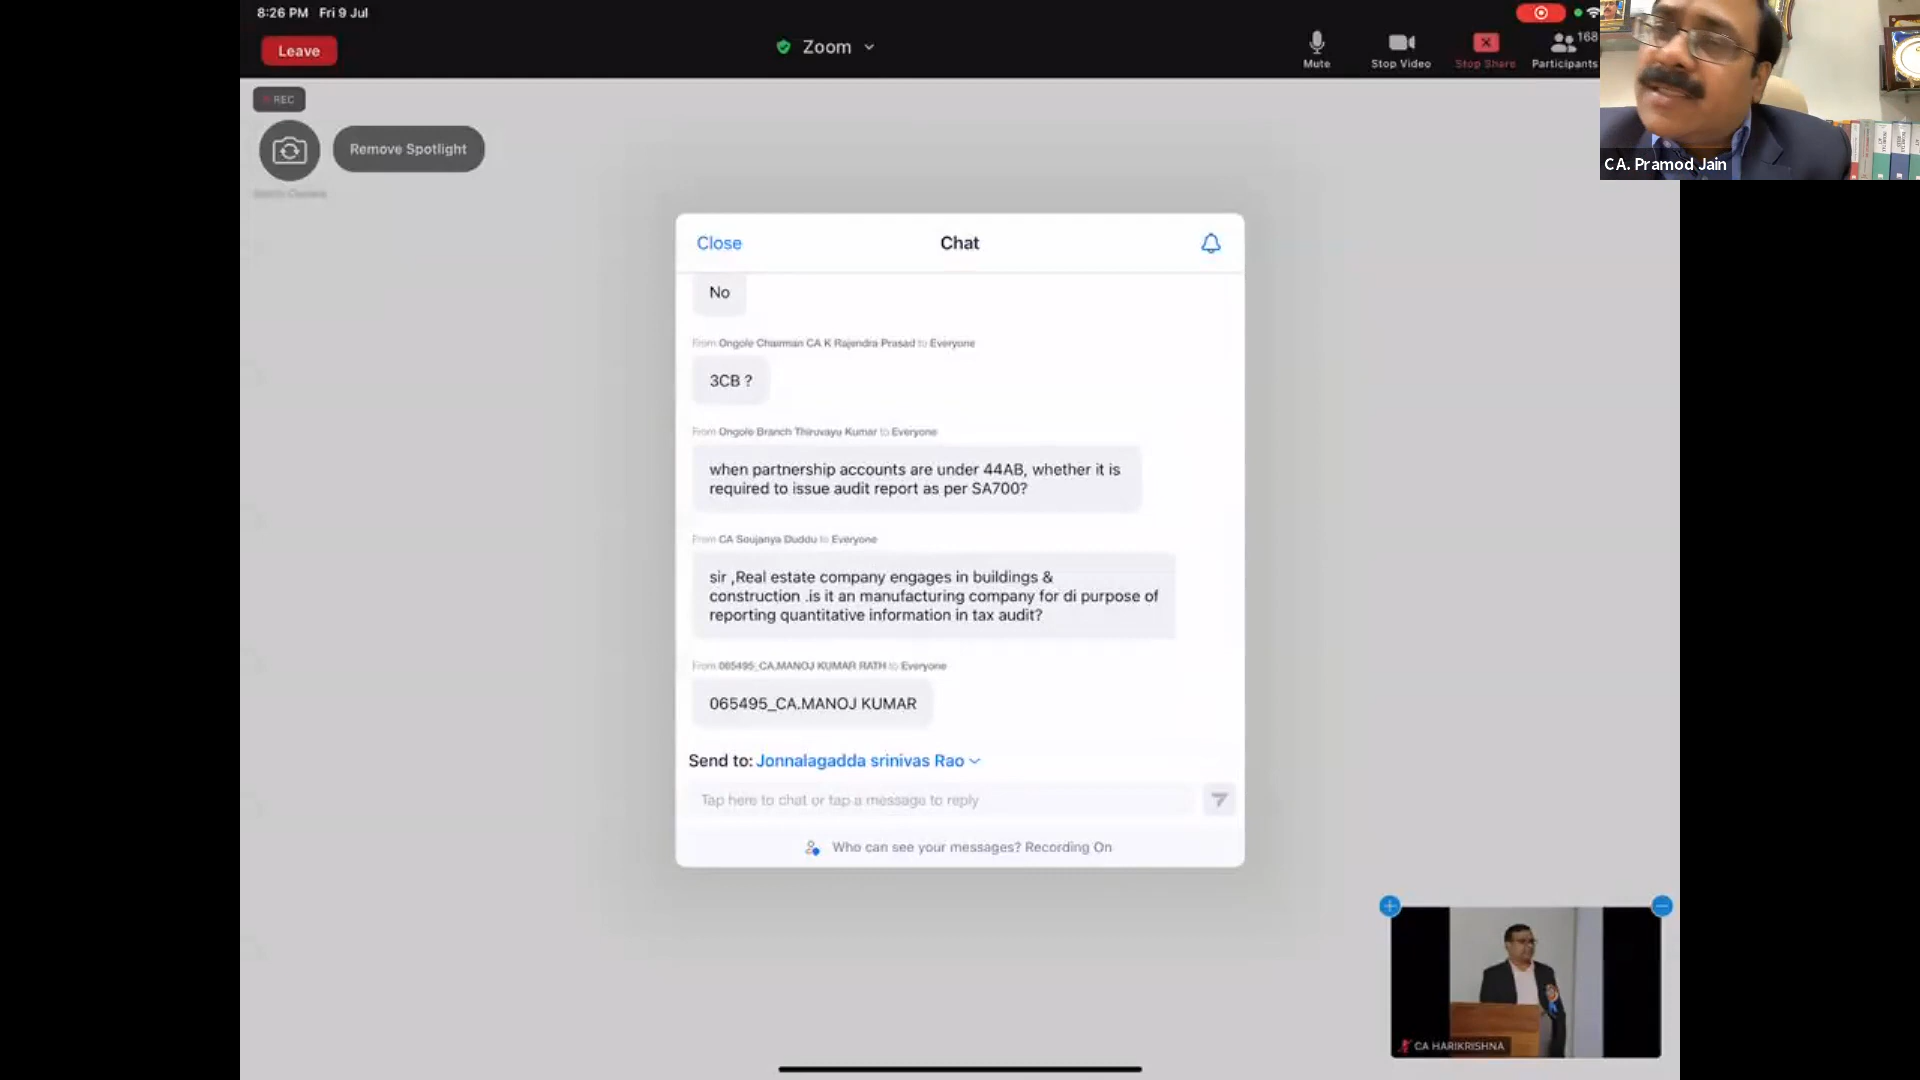 8:26 PM Fri 9 Jul
Leave
Zoom
Mute
Stop Video
Stop Share
168
Participants
CA. Pramod Jain
REC
Remove Spotlight
Close
Chat
No
From Ongole Chairman CA K Rajendra Prasad to Everyone
3CB ?
From Ongole Branch Thiruvayu Kumar to Everyone
when partnership accounts are under 44AB, whether it is
required to issue audit report as per SA700?
From CA Soujanya Duddu to Everyone
sir ,Real estate company engages in buildings &
construction .is it an manufacturing company for di purpose of
reporting quantitative information in tax audit?
From 065495_CA.MANOJ KUMAR RATH to Everyone
065495_CA.MANOJ KUMAR
Send to: Jonnalagadda srinivas Rao
Tap here to chat or tap a message to reply
Who can see your messages? Recording On
CA HARIKRISHNA